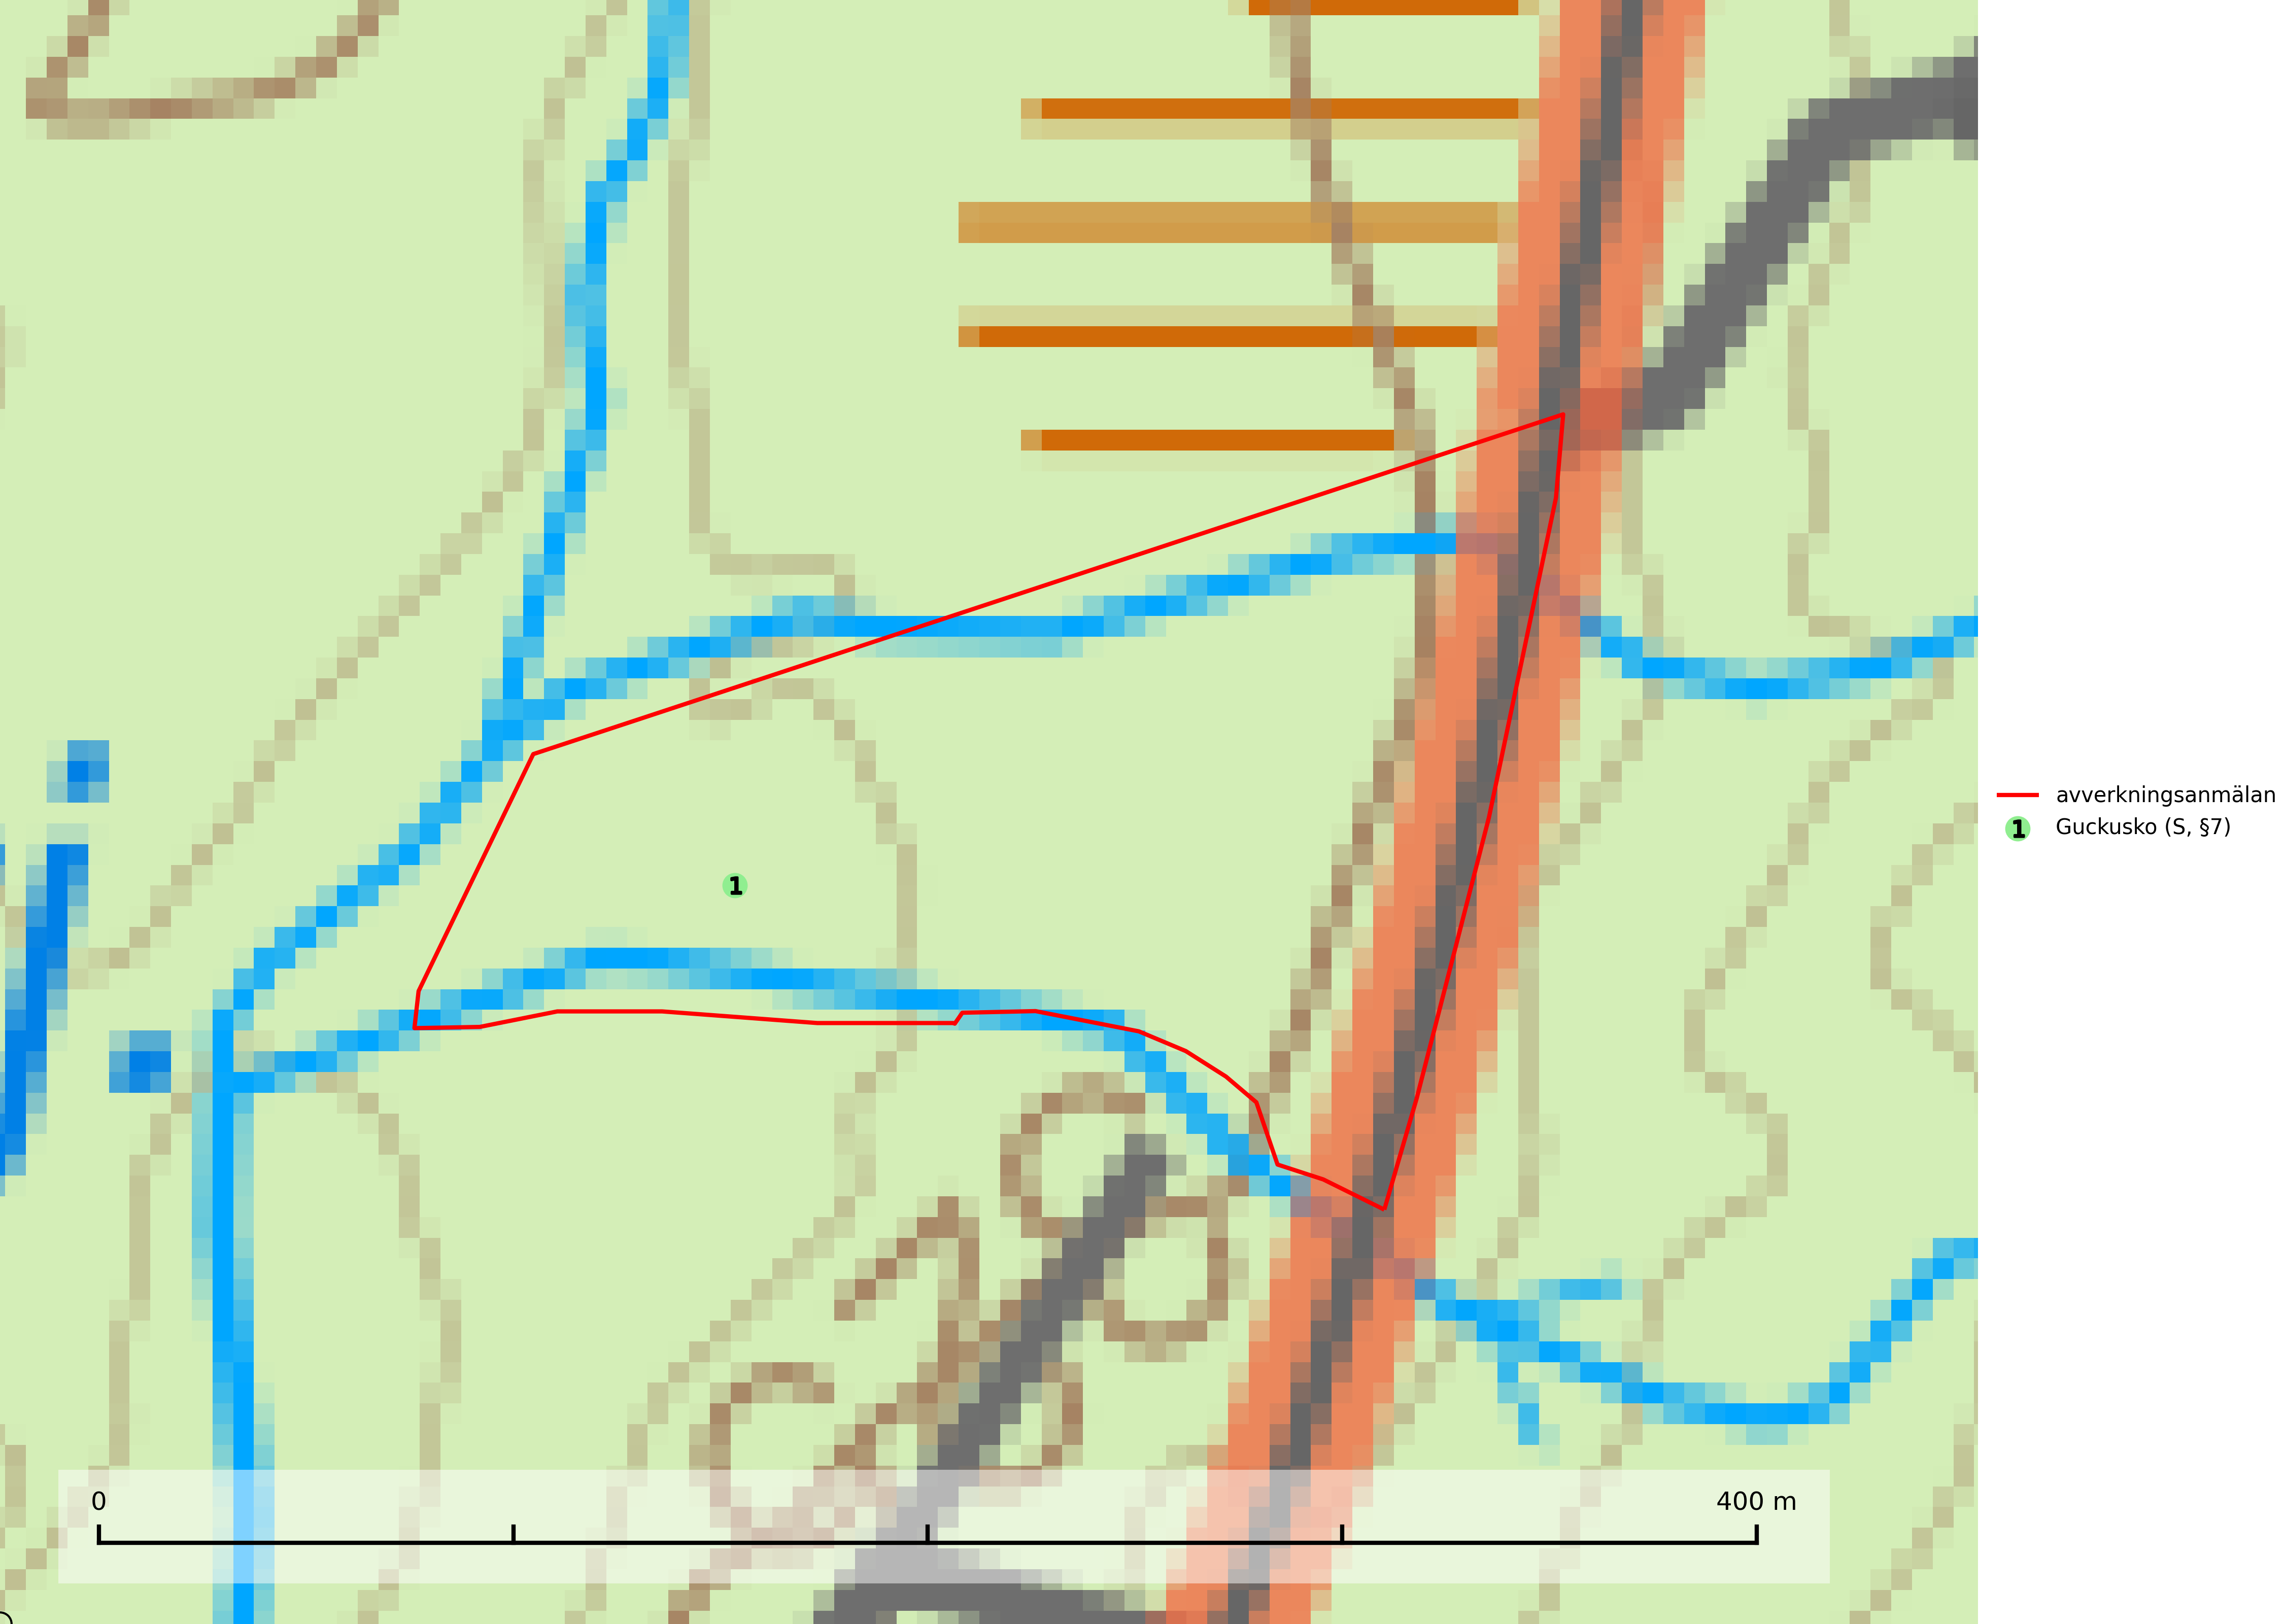 avverkningsanmälan
1 Guckusko (S, §7)
1
0 400 m